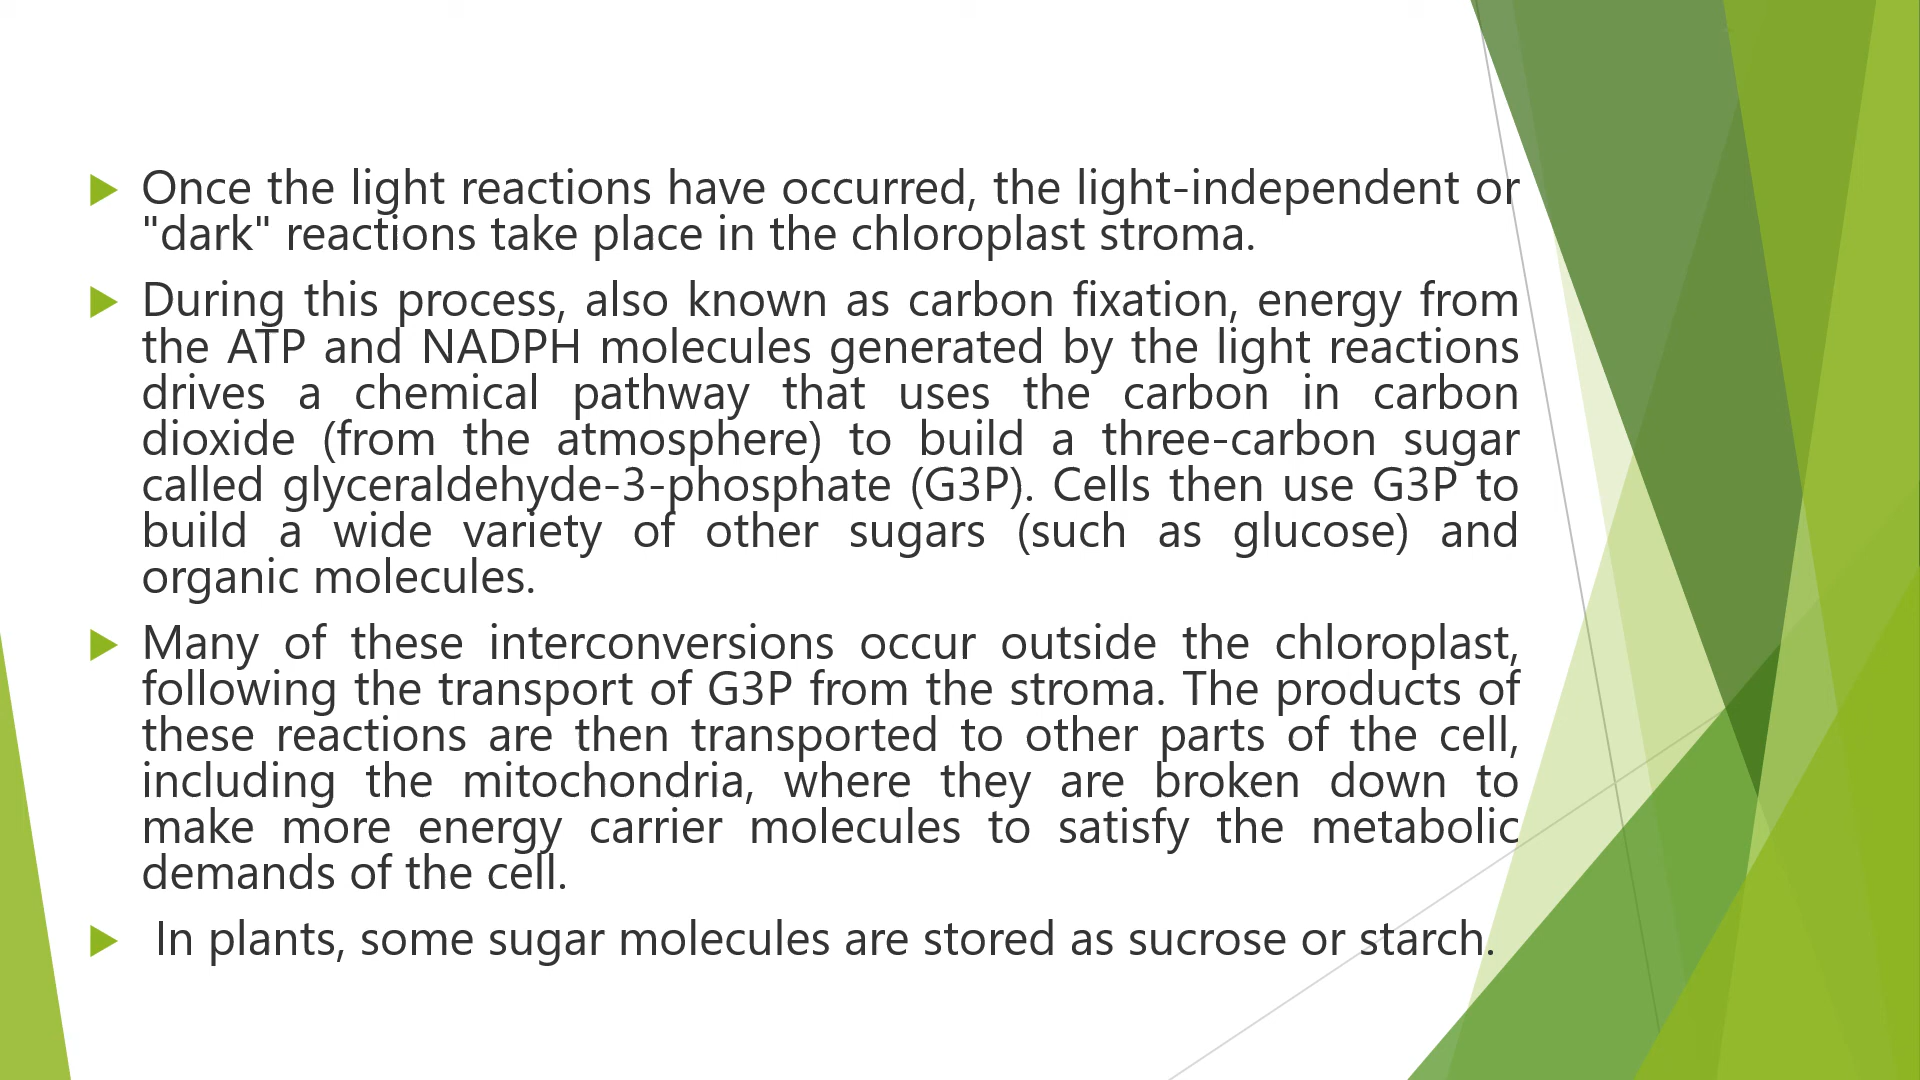 Once the light reactions have occurred, the light-independent or
"dark" reactions take place in the chloroplast stroma.
During this process, also known as carbon fixation, energy from
the ATP and NADPH molecules generated by the light reactions
drives a chemical pathway that uses the carbon in carbon
dioxide (from the atmosphere) to build a three-carbon sugar
called glyceraldehyde-3-phosphate (G3P). Cells then use G3P to
build a wide variety of other sugars (such as glucose) and
organic molecules.
Many of these interconversions occur outside the chloroplast,
following the transport of G3P from the stroma. The products of
these reactions are then transported to other parts of the cell,
including the mitochondria, where they are broken down to
make more energy carrier molecules to satisfy the metabolic
demands of the cell.
In plants, some sugar molecules are stored as sucrose or starch.